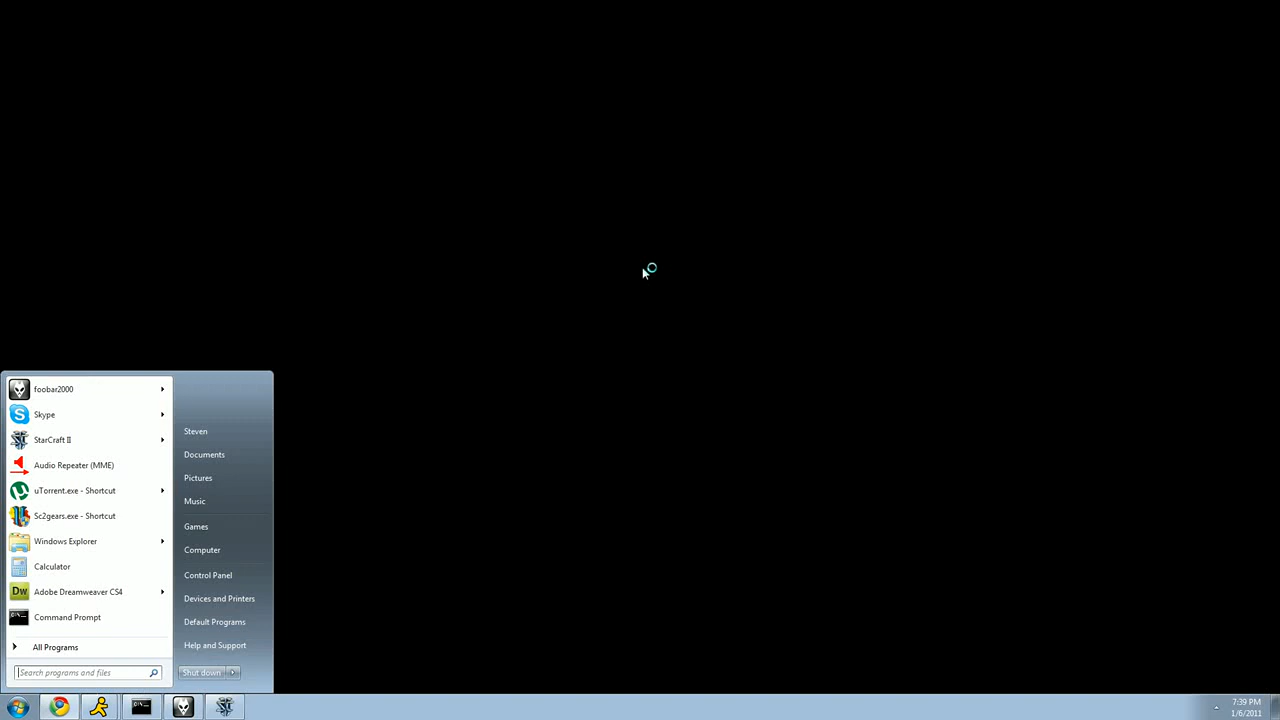 foobar2000
Skype
StarCraft II
Audio Repeater (MME)
uTorrent.exe - Shortcut
Sc2gears.exe - Shortcut
Windows Explorer
Calculator
Dw Adobe Dreamweaver CS4
Command Prompt
All Programs
Search programs and files
Steven
Documents
Pictures
Music
Games
Computer
Control Panel
Devices and Printers
Default Programs
Help and Support
Shut down
7:39 PM
1/6/2011